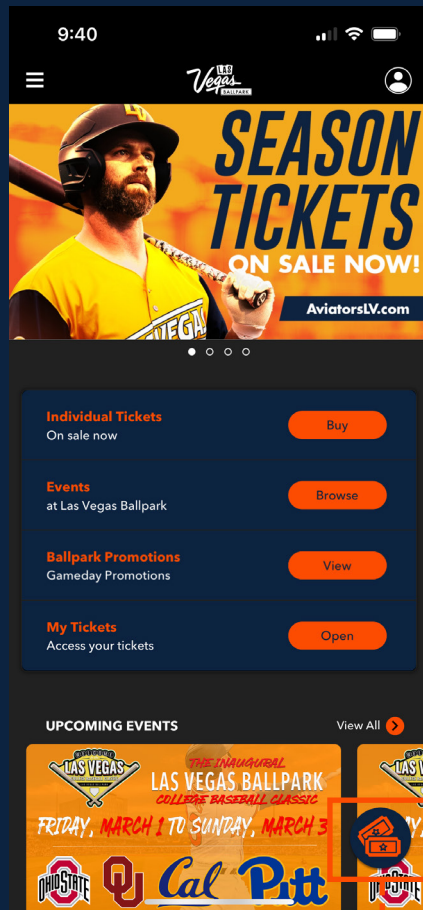 9:40
LAS
Vegas
BALLPARK
SEASON
TICKETS
ON SALE NOW!
AviatorsLV.com
VEGA
Individual Tickets
On sale now
Buy
Events
at Las Vegas Ballpark
Browse
Ballpark Promotions
Gameday Promotions
View
My Tickets
Access your tickets
Open
UPCOMING EVENTS
View All
LAS VEGAS
THE INAUGURAL
LAS VEGAS BALLPARK
COLLEGE BASEBALL CLASSIC
FRIDAY, MARCH 1 TO SUNDAY, MARCH 3
OHIO STATE
OU
Cal
Pitt
LAS V